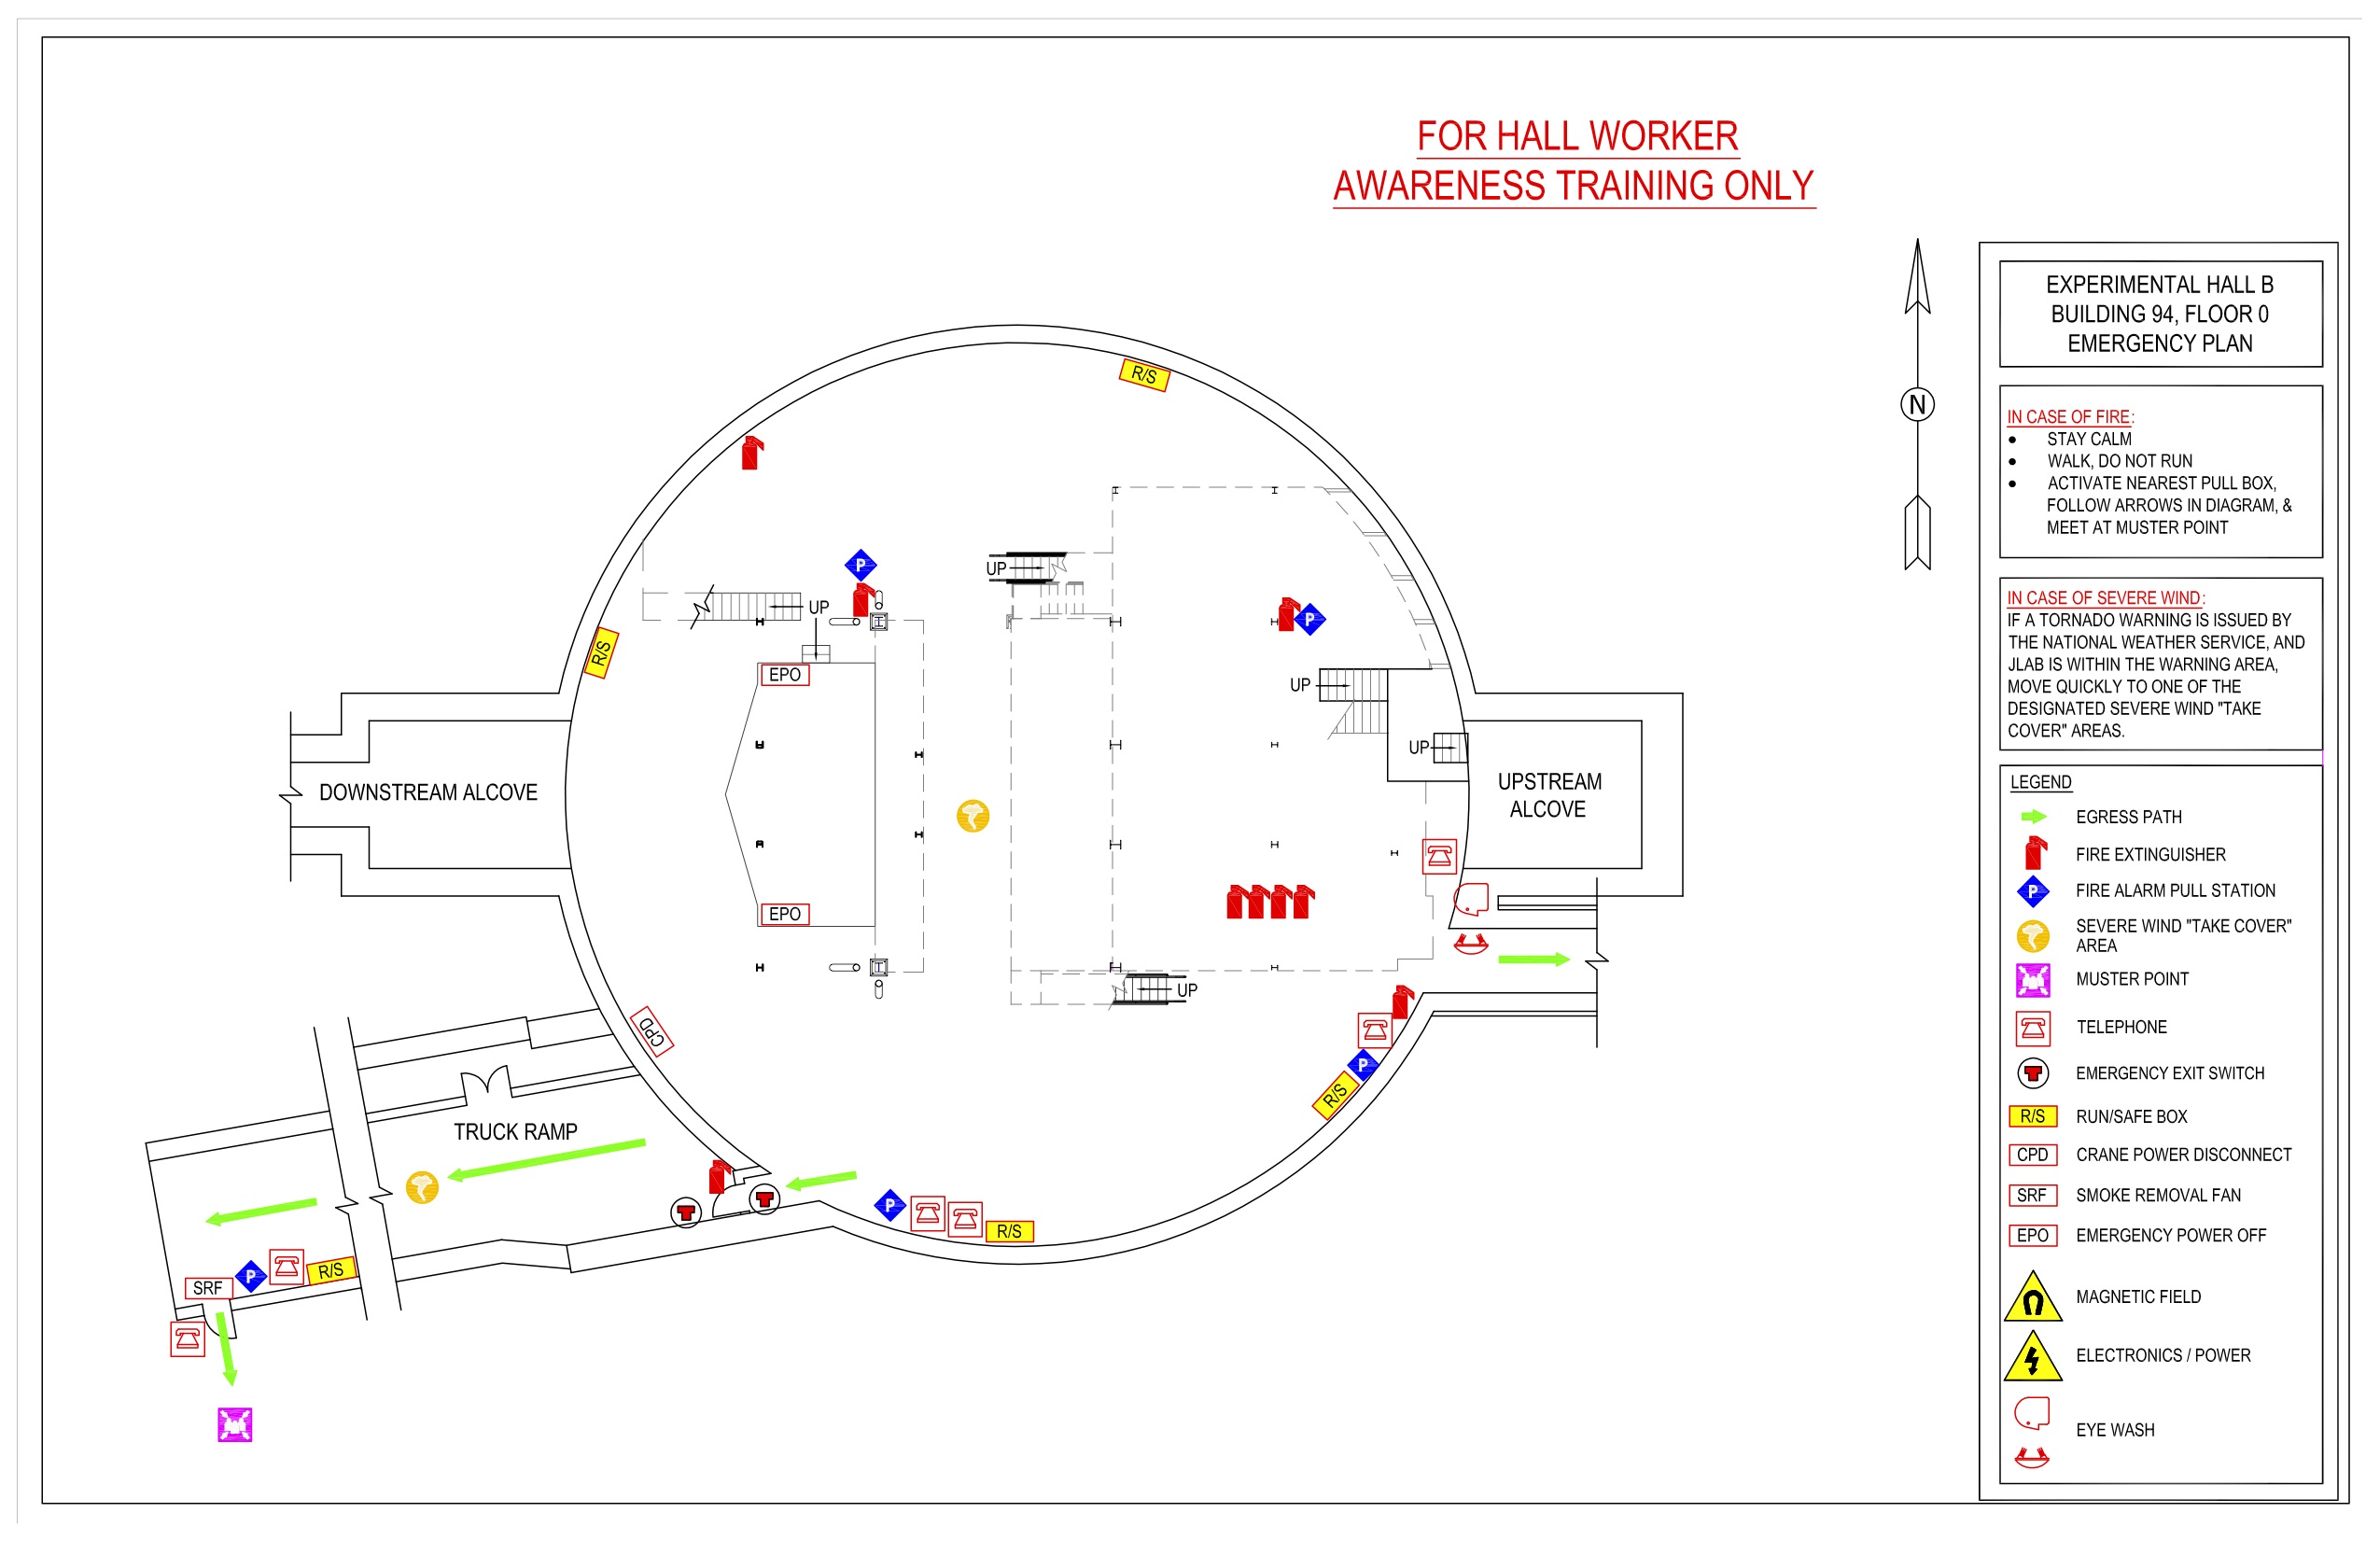 FOR HALL WORKER
AWARENESS TRAINING ONLY
N
EXPERIMENTAL HALL B
BUILDING 94, FLOOR 0
EMERGENCY PLAN
IN CASE OF FIRE:
● STAY CALM
● WALK, DO NOT RUN
● ACTIVATE NEAREST PULL BOX,
FOLLOW ARROWS IN DIAGRAM, &
MEET AT MUSTER POINT
IN CASE OF SEVERE WIND:
IF A TORNADO WARNING IS ISSUED BY
THE NATIONAL WEATHER SERVICE, AND
JLAB IS WITHIN THE WARNING AREA,
MOVE QUICKLY TO ONE OF THE
DESIGNATED SEVERE WIND "TAKE
COVER" AREAS.
LEGEND
EGRESS PATH
FIRE EXTINGUISHER
P FIRE ALARM PULL STATION
SEVERE WIND "TAKE COVER"
AREA
MUSTER POINT
TELEPHONE
EMERGENCY EXIT SWITCH
R/S RUN/SAFE BOX
CPD CRANE POWER DISCONNECT
SRF SMOKE REMOVAL FAN
EPO EMERGENCY POWER OFF
MAGNETIC FIELD
ELECTRONICS / POWER
EYE WASH
R/S
P
UP
UP
P
R/S
EPO
UP
UP
DOWNSTREAM ALCOVE
UPSTREAM
ALCOVE
EPO
UP
CPD
P
R/S
TRUCK RAMP
P
R/S
P
R/S
SRF